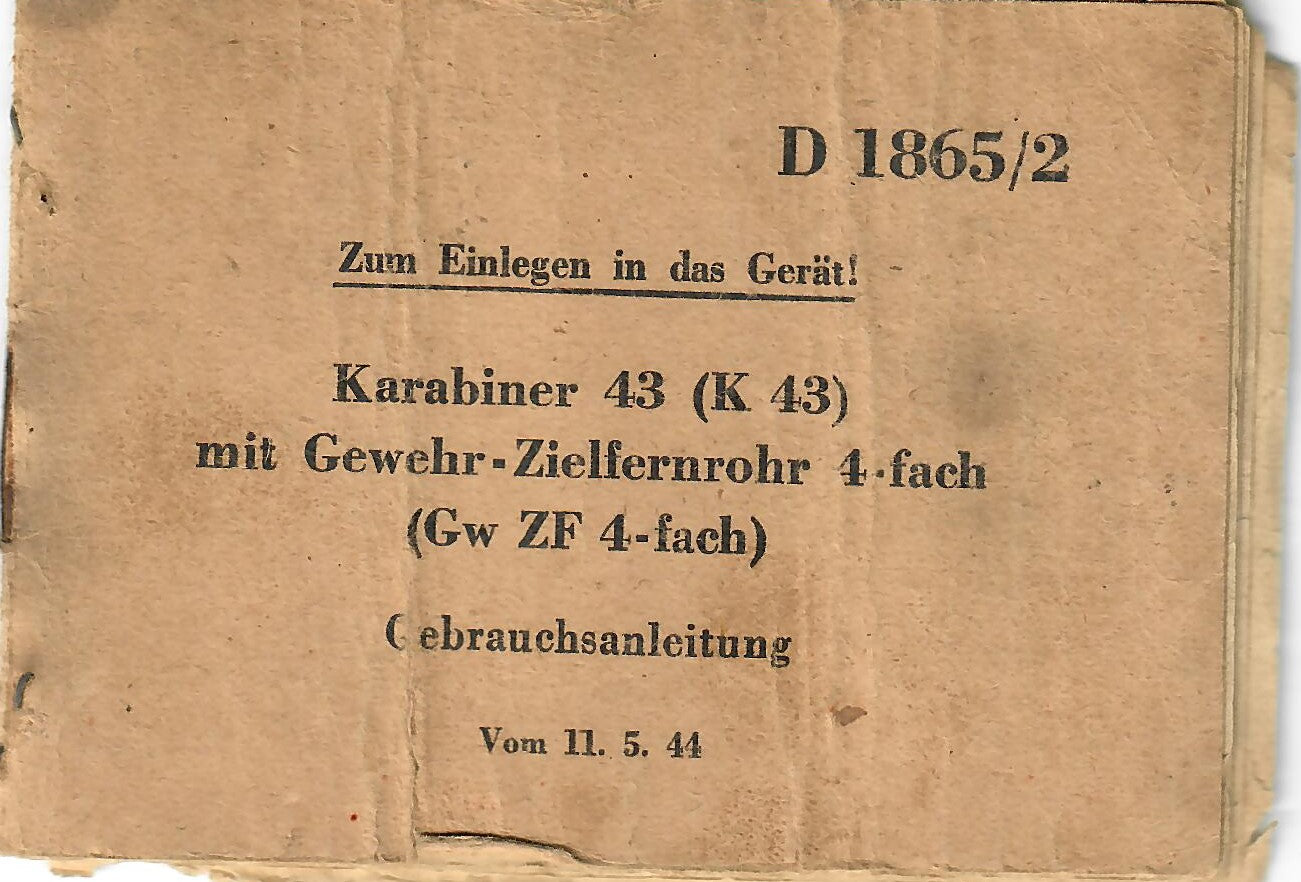 D 1865/2
Zum Einlegen in das Gerät!
Karabiner 43 (K 43)
mit Gewehr-Zielfernrohr 4-fach
(Gw ZF 4-fach)
Gebrauchsanleitung
Vom 11. 5. 44